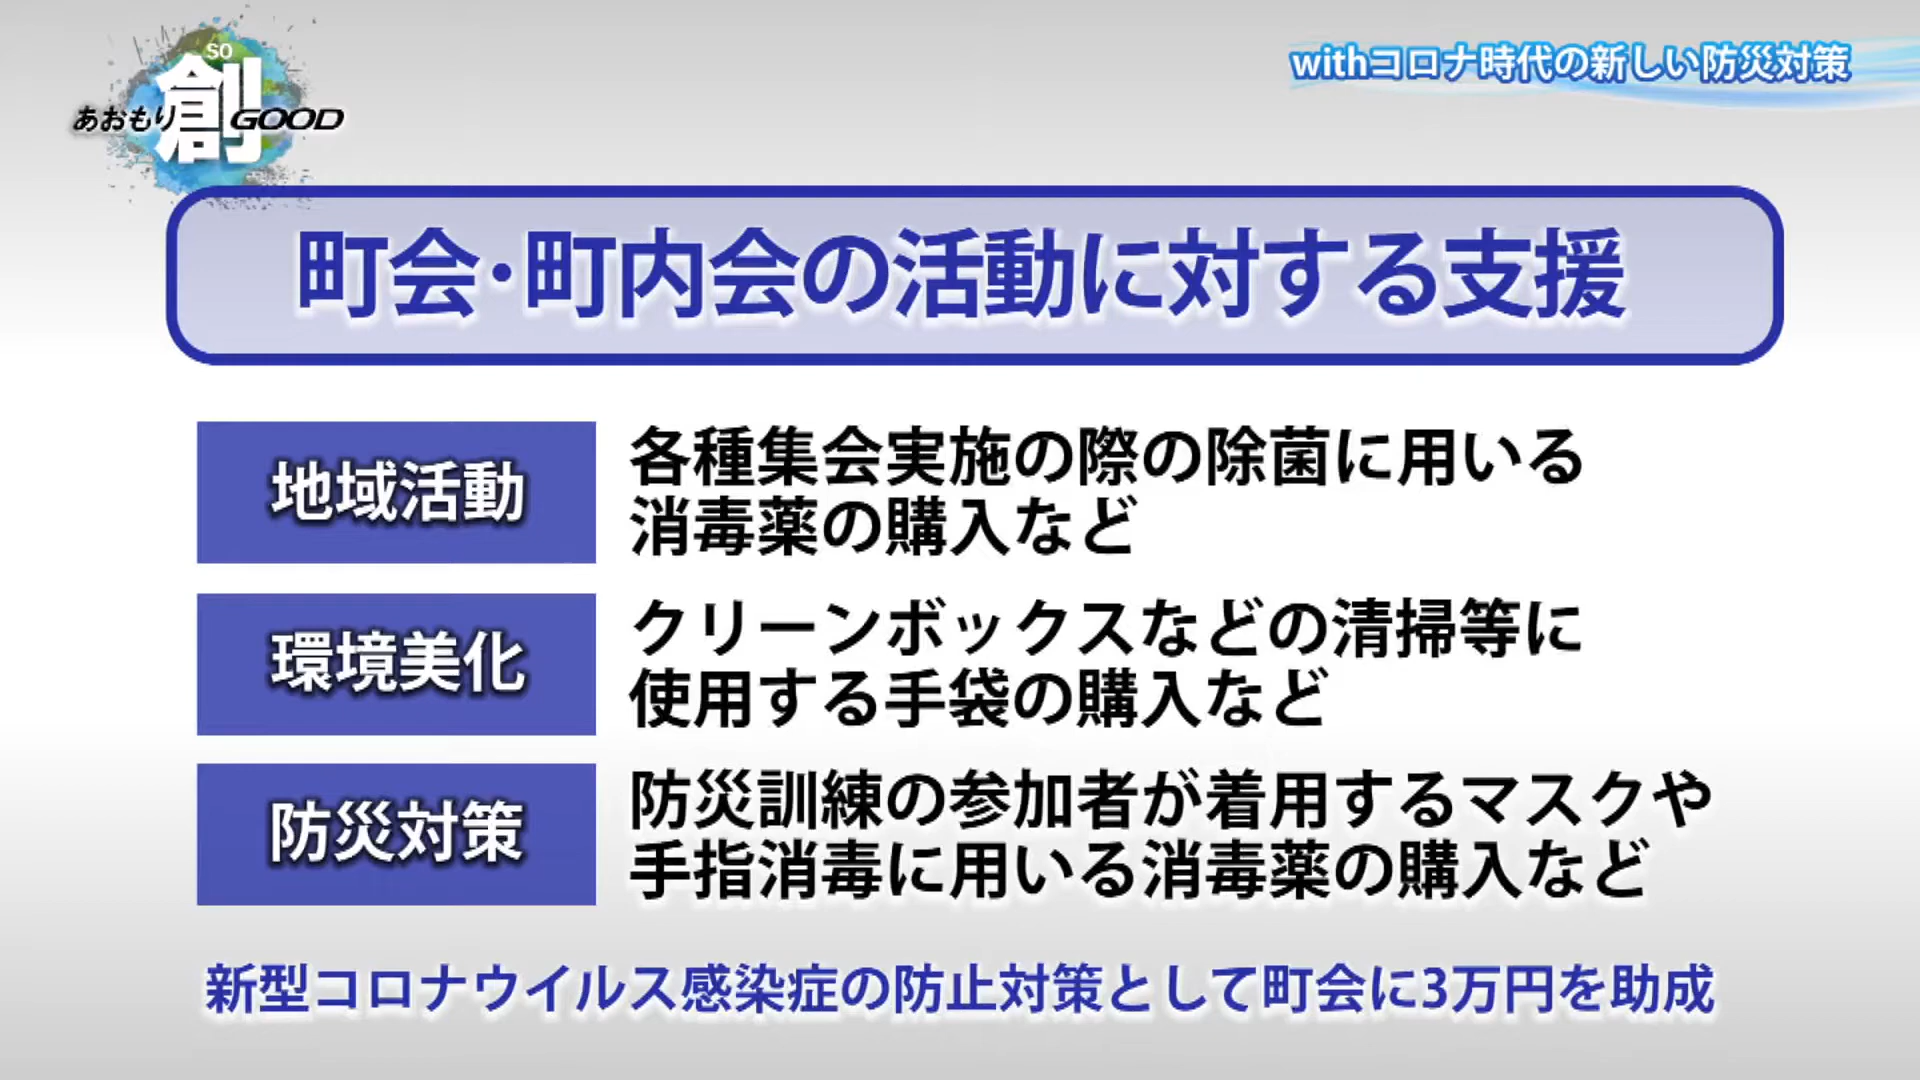 SO
あおもり創GOOD
withコロナ時代の新しい防災対策
町会・町内会の活動に対する支援
地域活動
各種集会実施の際の除菌に用いる
消毒薬の購入など
環境美化
クリーンボックスなどの清掃等に
使用する手袋の購入など
防災対策
防災訓練の参加者が着用するマスクや
手指消毒に用いる消毒薬の購入など
新型コロナウイルス感染症の防止対策として町会に3万円を助成